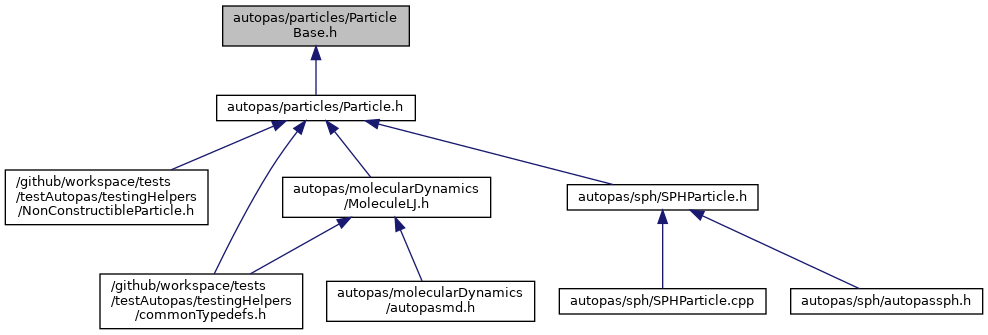 autopas/particles/Particle
Base.h
autopas/particles/Particle.h
/github/workspace/tests
/testAutopas/testingHelpers
/NonConstructibleParticle.h
autopas/molecularDynamics
/MoleculeLJ.h
autopas/sph/SPHParticle.h
/github/workspace/tests
/testAutopas/testingHelpers
/commonTypedefs.h
autopas/molecularDynamics
/autopasmd.h
autopas/sph/SPHParticle.cpp
autopas/sph/autopassph.h